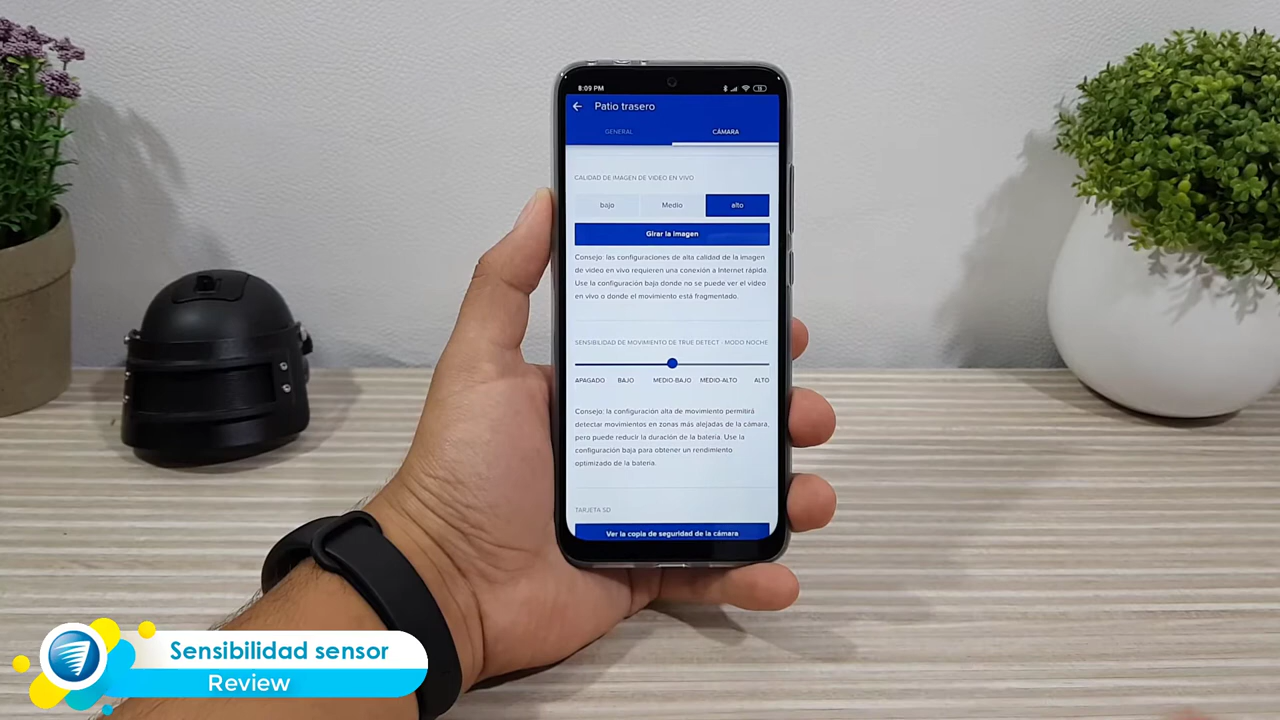 8:09 PM
Patio trasero
GENERAL
CÁMARA
CALIDAD DE IMAGEN DE VIDEO EN VIVO
bajo
Medio
alto
Girar la imagen
Consejo: las configuraciones de alta calidad de la imagen
de video en vivo requieren una conexión a Internet rápida.
Use la configuración baja donde no se puede ver el video
en vivo o donde el movimiento está fragmentado.
SENSIBILIDAD DE MOVIMIENTO DE TRUE DETECT - MODO NOCHE
APAGADO
BAJO
MEDIO-BAJO
MEDIO-ALTO
ALTO
Consejo: la configuración alta de movimiento permitirá
detectar movimientos en zonas más alejadas de la cámara,
pero puede reducir la duración de la batería. Use la
configuración baja para obtener un rendimiento
optimizado de la batería.
TARJETA SD
Ver la copia de seguridad de la cámara
Sensibilidad sensor
Review